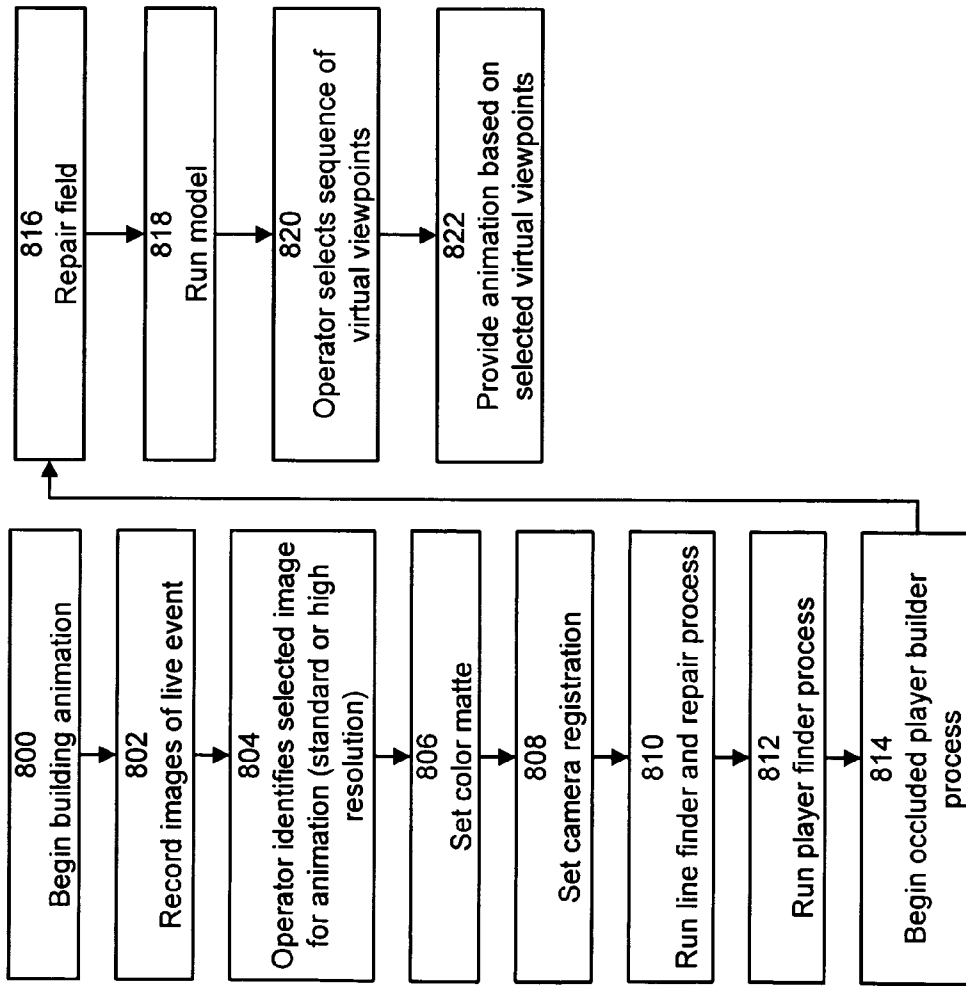 800
Begin building animation
802
Record images of live event
804
Operator identifies selected image
for animation (standard or high
resolution)
806
Set color matte
808
Set camera registration
810
Run line finder and repair process
812
Run player finder process
814
Begin occluded player builder
process
816
Repair field
818
Run model
820
Operator selects sequence of
virtual viewpoints
822
Provide animation based on
selected virtual viewpoints